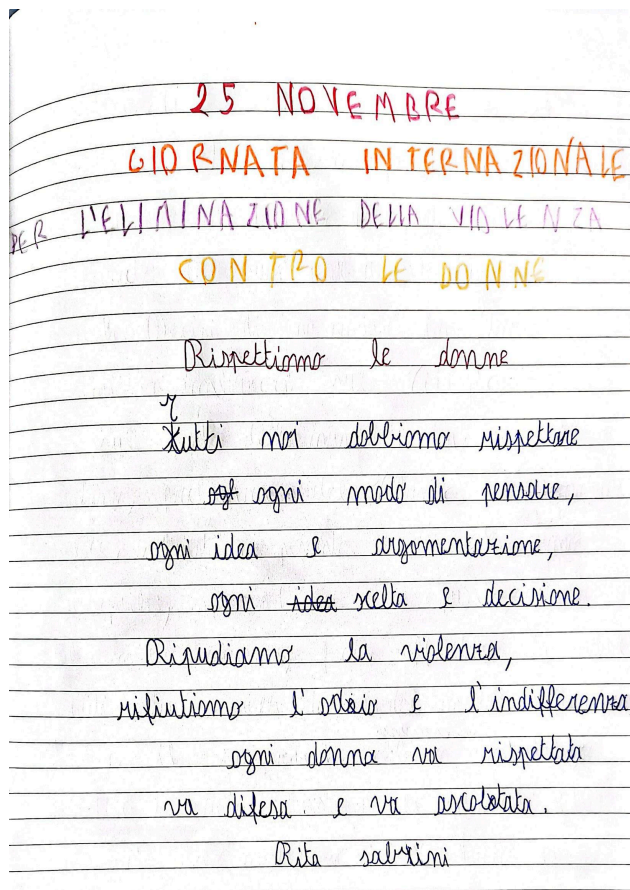 25 NOVEMBRE
GIORNATA INTERNAZIONALE
PER L'ELIMINAZIONE DELLA VIOLENZA
CONTRO LE DONNE
Rispettiamo le donne
Tutti noi dobbiamo rispettare
ogni modo di pensare,
ogni idea e argomentazione,
ogni idea scelta e decisione.
Ripudiamo la violenza,
rifiutiamo l'odio e l'indifferenza
ogni donna va rispettata
va difesa e va ascoltata.
Rita sabrini